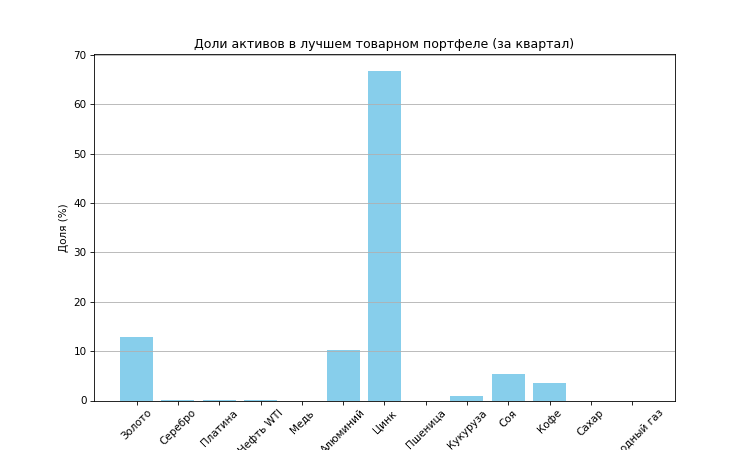 Доли активов в лучшем товарном портфеле (за квартал)
Доля (%)
70
60
50
40
30
20
10
0
Золото
Серебро
Платина
Нефть WTI
Медь
Алюминий
Цинк
Пшеница
Кукуруза
Соя
Кофе
Сахар
одный газ